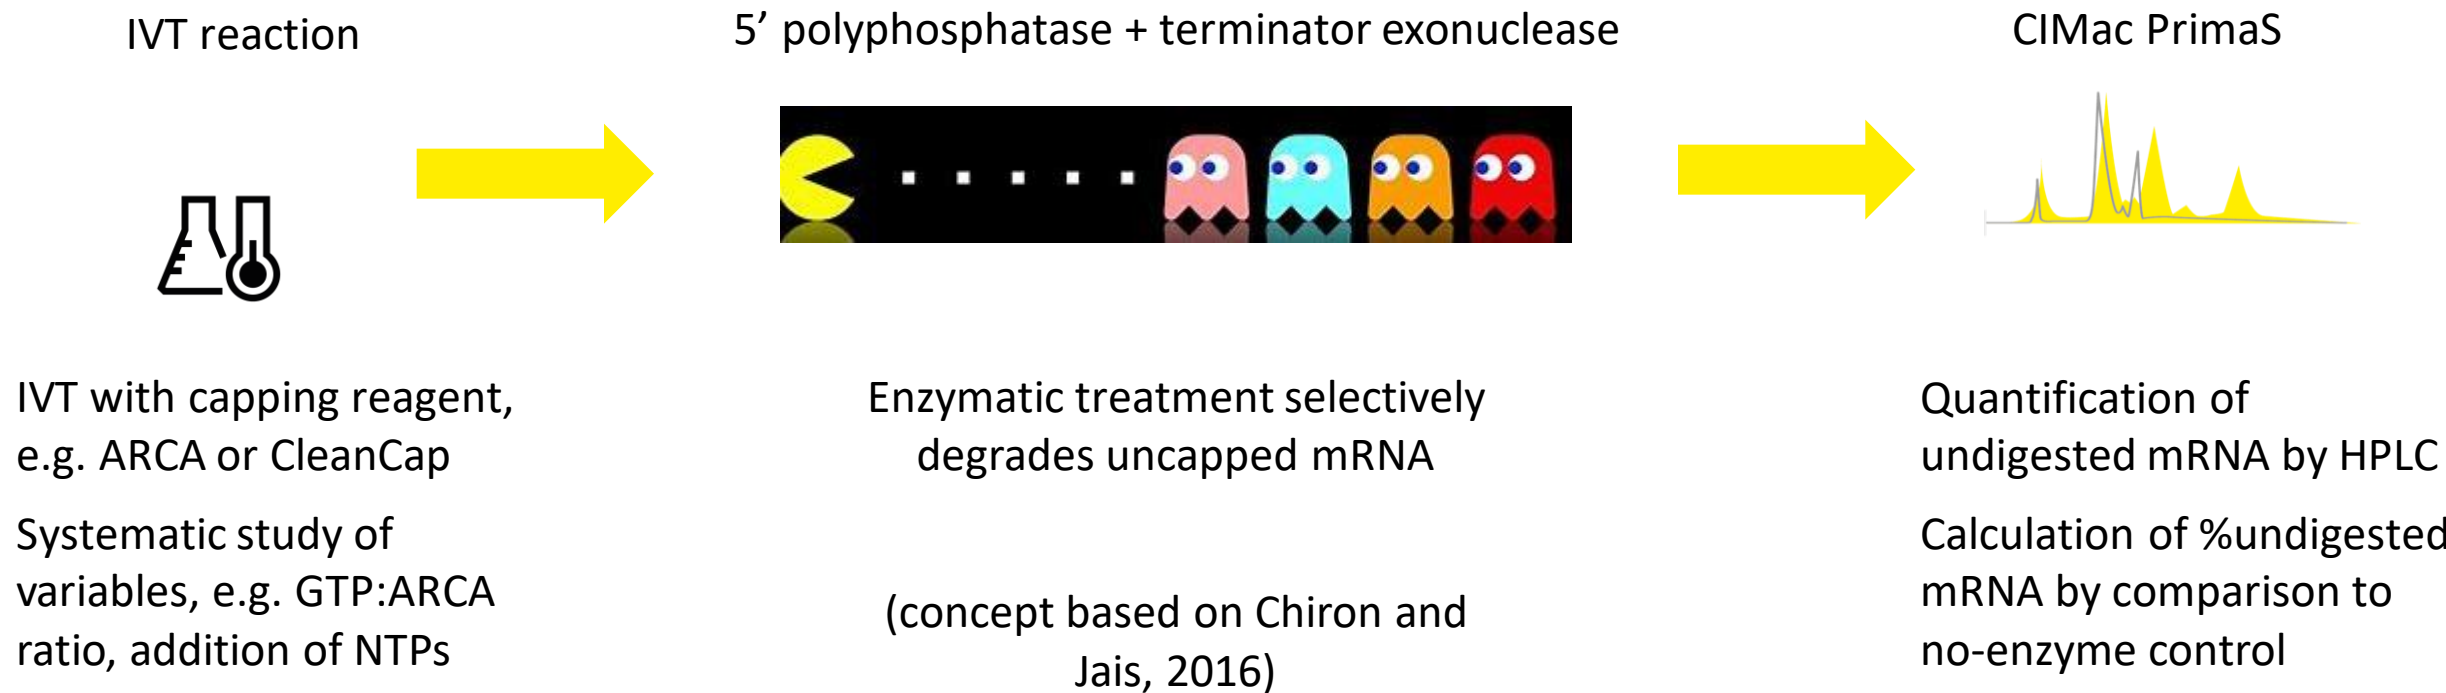 IVT reaction
5’ polyphosphatase + terminator exonuclease
CIMac PrimaS
IVT with capping reagent,
e.g. ARCA or CleanCap
Systematic study of
variables, e.g. GTP:ARCA
ratio, addition of NTPs
Enzymatic treatment selectively
degrades uncapped mRNA
(concept based on Chiron and
Jais, 2016)
Quantification of
undigested mRNA by HPLC
Calculation of %undigested
mRNA by comparison to
no-enzyme control